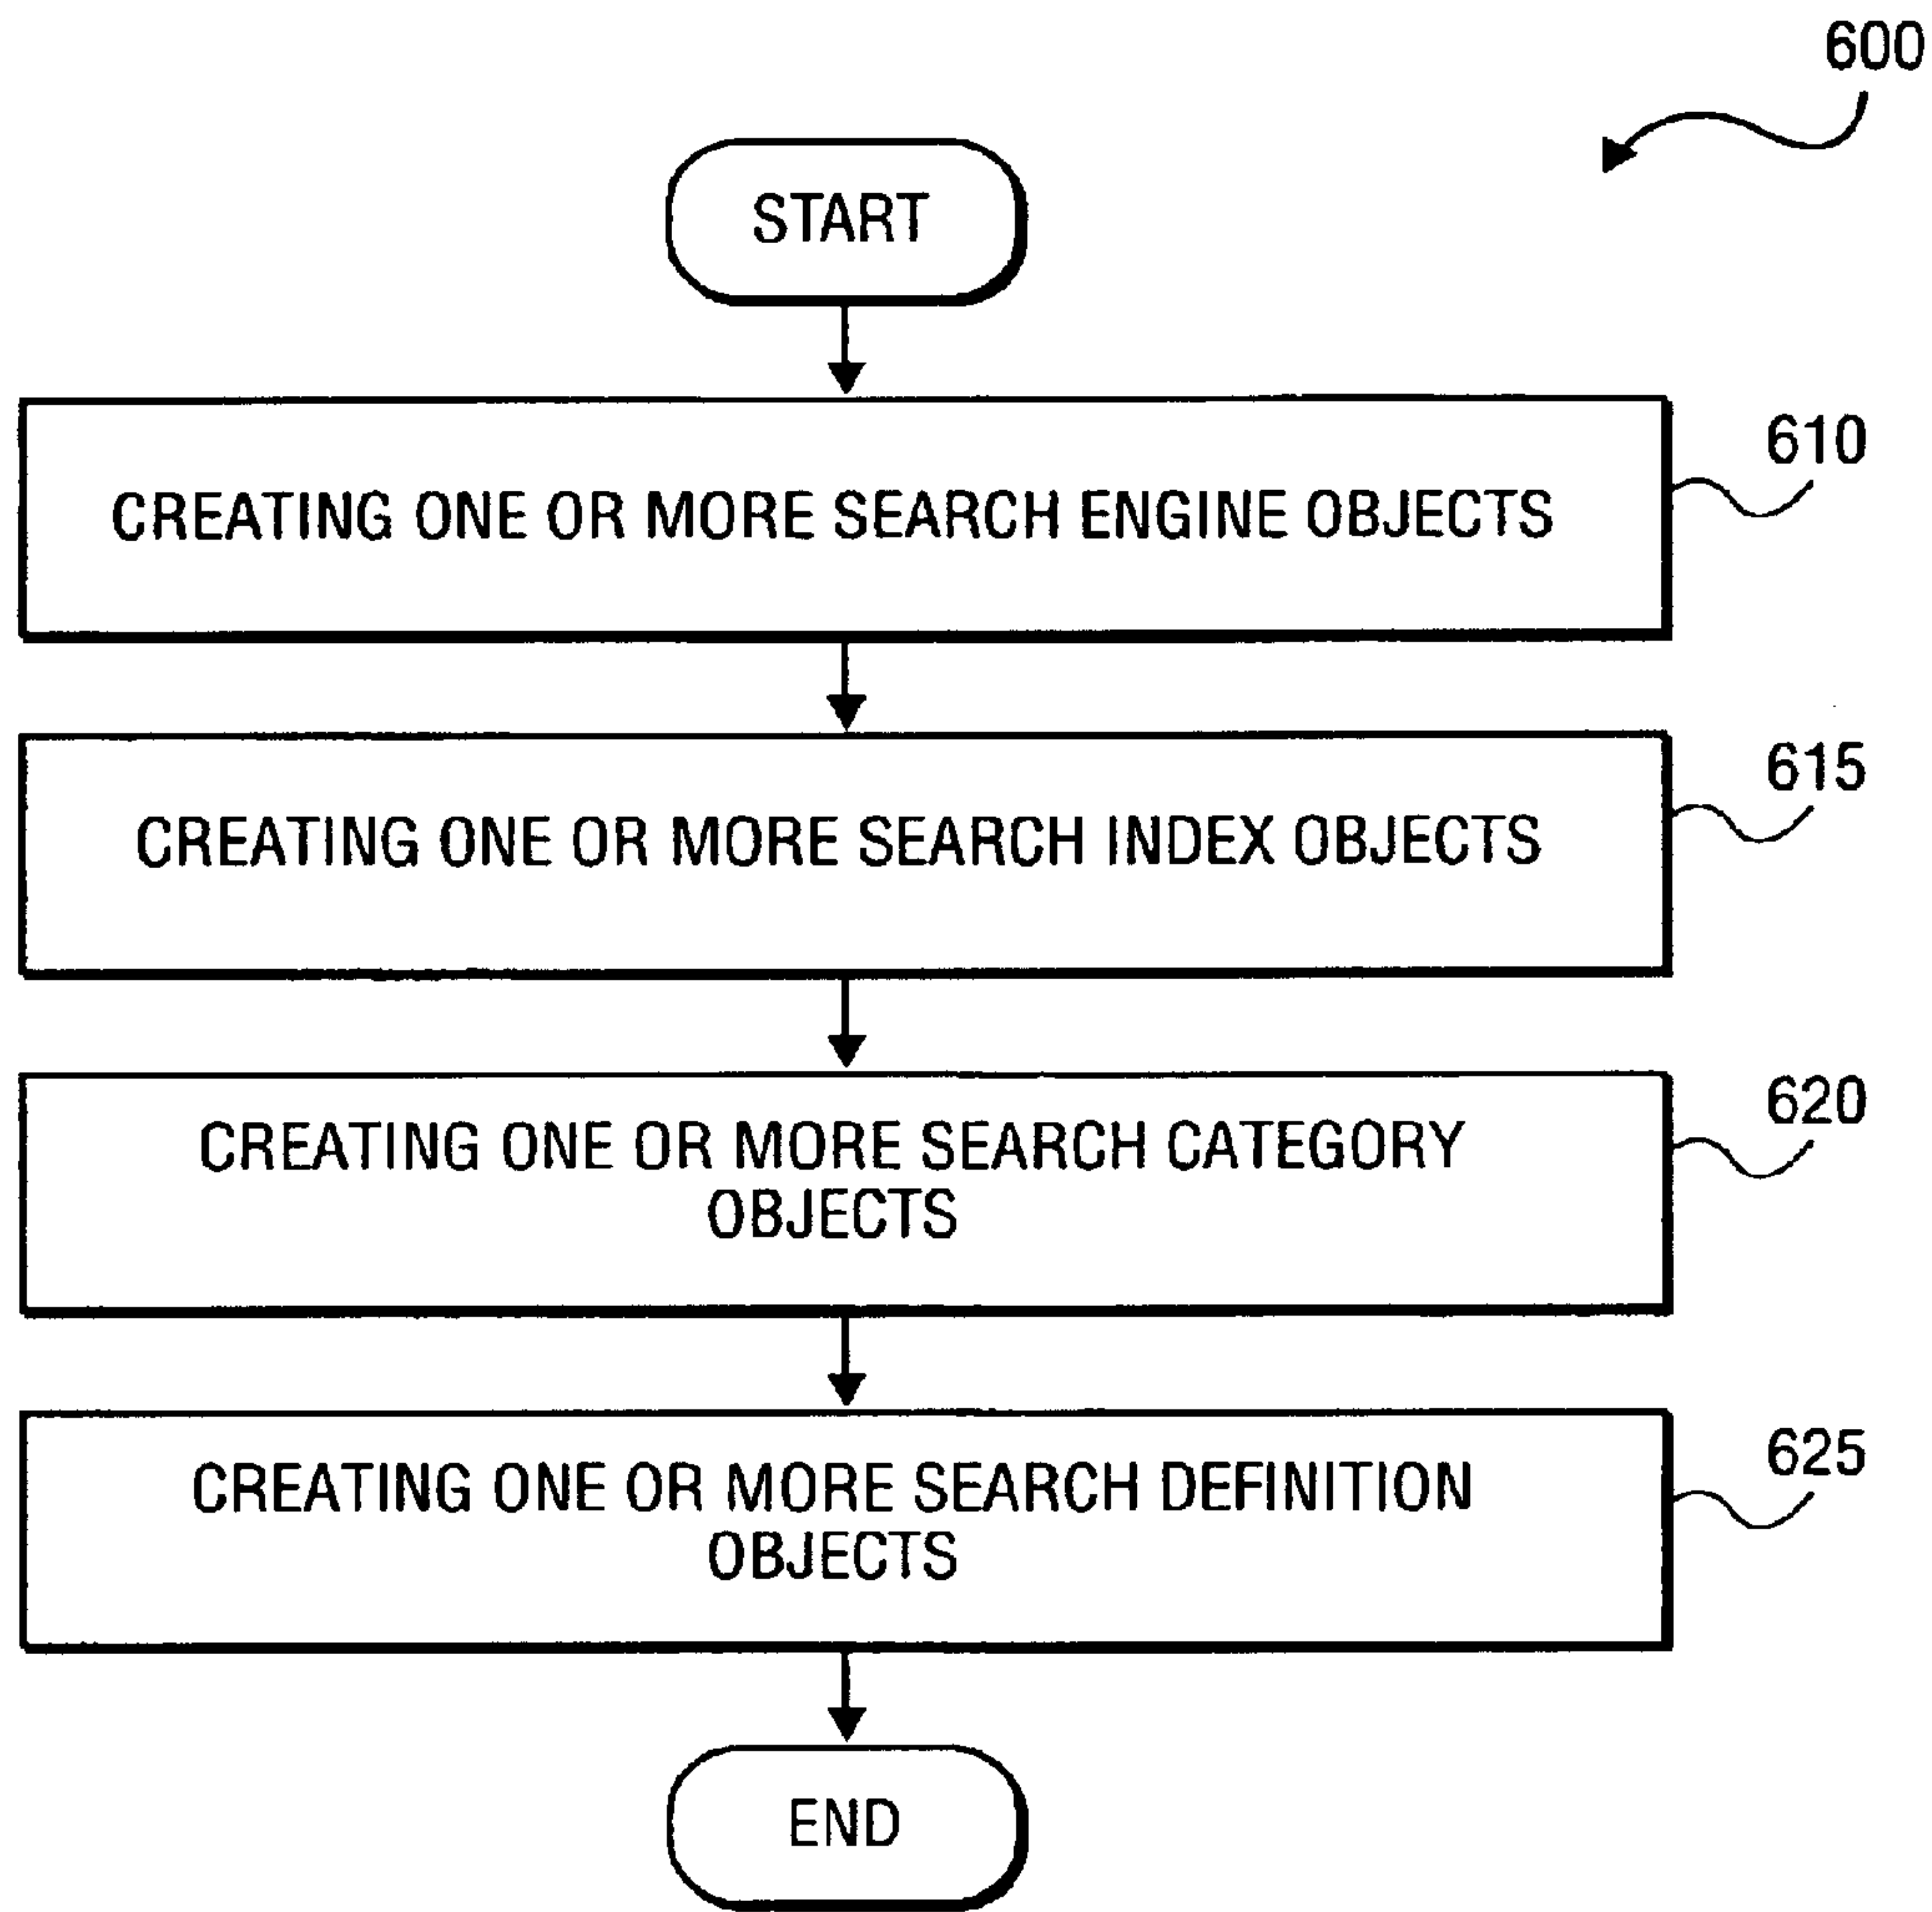 600
START
CREATING ONE OR MORE SEARCH ENGINE OBJECTS
610
CREATING ONE OR MORE SEARCH INDEX OBJECTS
615
CREATING ONE OR MORE SEARCH CATEGORY
OBJECTS
620
CREATING ONE OR MORE SEARCH DEFINITION
OBJECTS
625
END